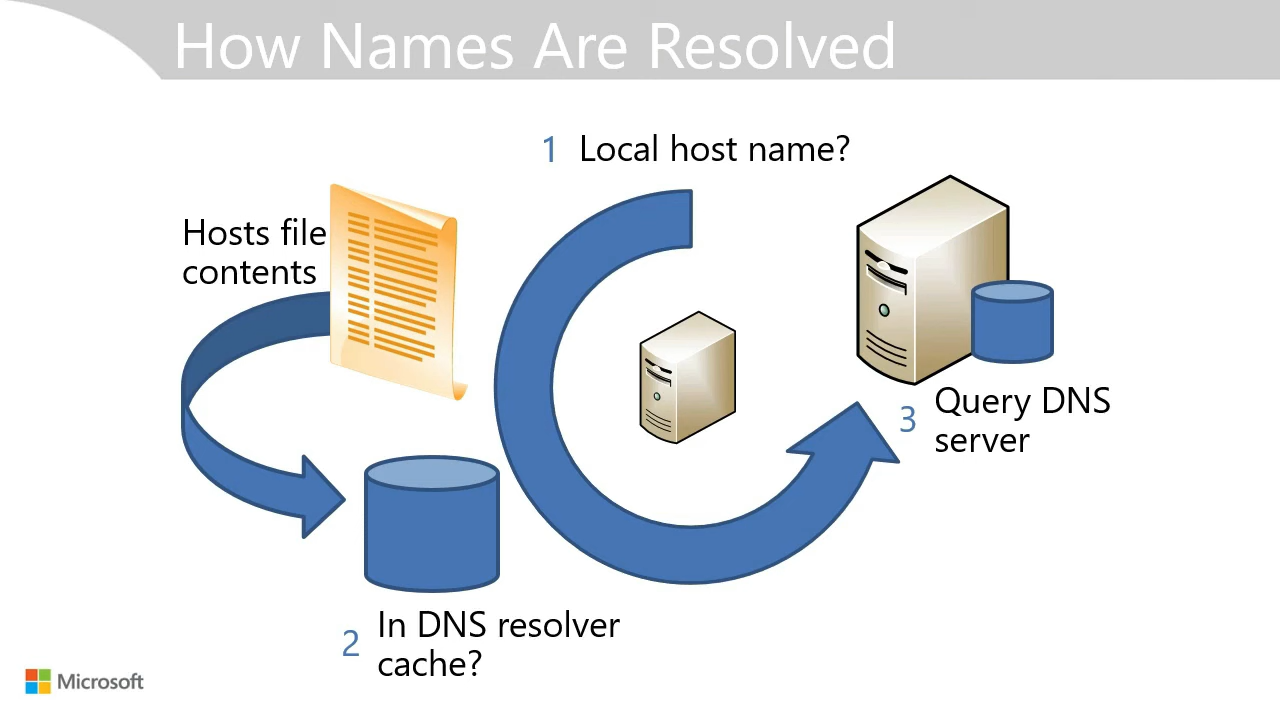 How Names Are Resolved
1 Local host name?
Hosts file
contents
3 Query DNS
server
2 In DNS resolver
cache?
Microsoft